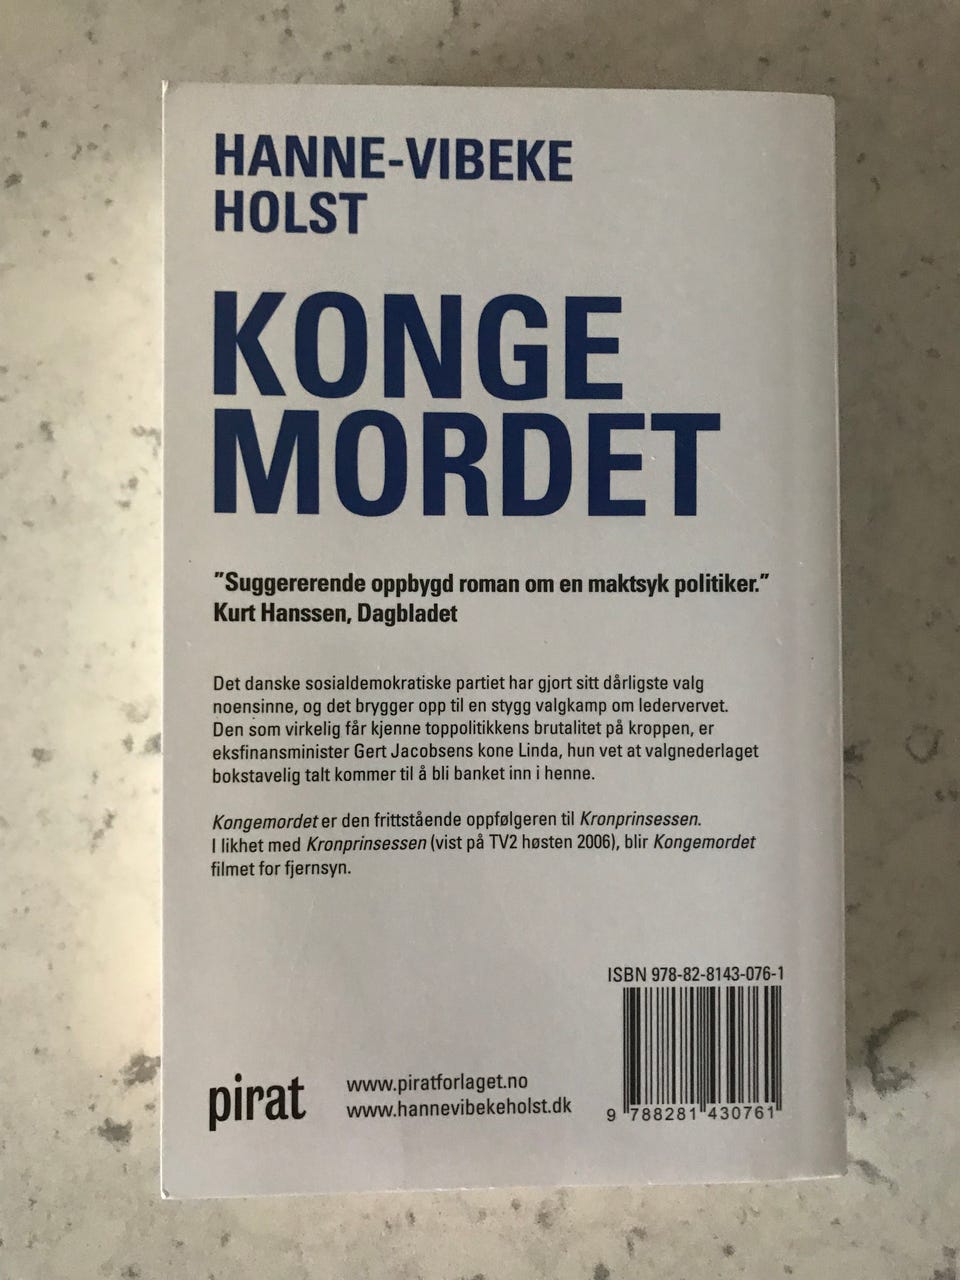 HANNE-VIBEKE
HOLST
KONGE
MORDET
"Suggererende oppbygd roman om en maktsyk politiker."
Kurt Hanssen, Dagbladet
Det danske sosialdemokratiske partiet har gjort sitt dårligste valg
noensinne, og det brygger opp til en stygg valgkamp om ledervervet.
Den som virkelig får kjenne toppolitikkens brutalitet på kroppen, er
eksfinansminister Gert Jacobsens kone Linda, hun vet at valgnederlaget
bokstavelig talt kommer til å bli banket inn i henne.
Kongemordet er den frittstående oppfølgeren til Kronprinsessen.
I likhet med Kronprinsessen (vist på TV2 høsten 2006), blir Kongemordet
filmet for fjernsyn.
ISBN 978-82-8143-076-1
9 788281 430761
pirat
www.piratforlaget.no
www.hannevibekeholst.dk